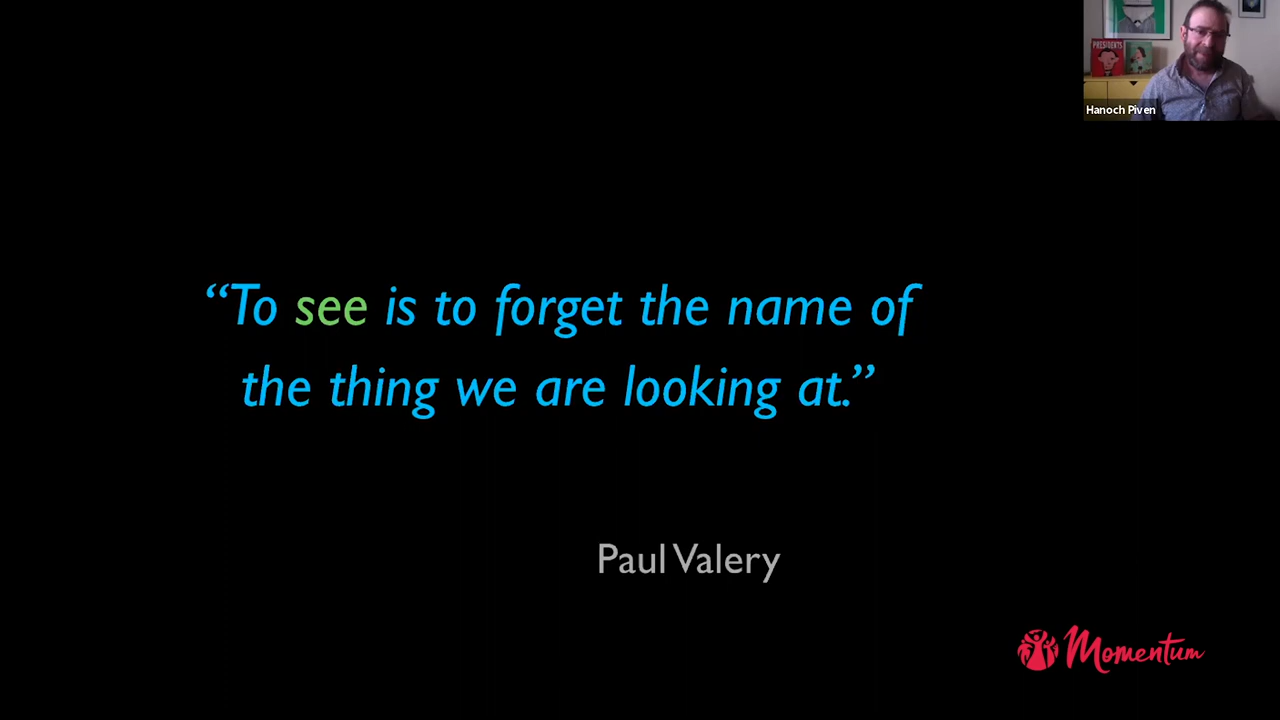 PRESIDENTS
Hanoch Piven
“To see is to forget the name of
the thing we are looking at.”
Paul Valery
Momentum